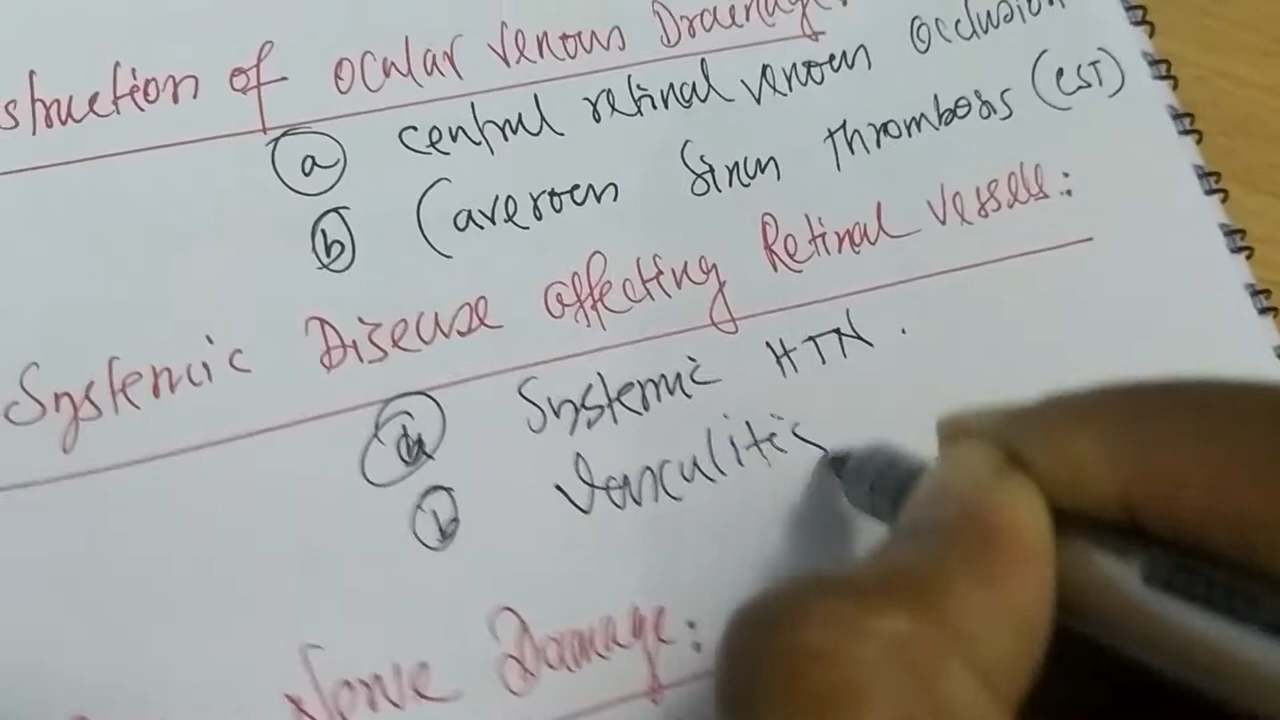 struction of ocular venous Drainage.
(a) central retinal venous occlusion
(b) Caverous Sinus thrombosis (CST)
Systemic Disease affecting Retinal Vessels:
(a) Systemic HTN.
(b) Vasculitis
Nerve Damage: